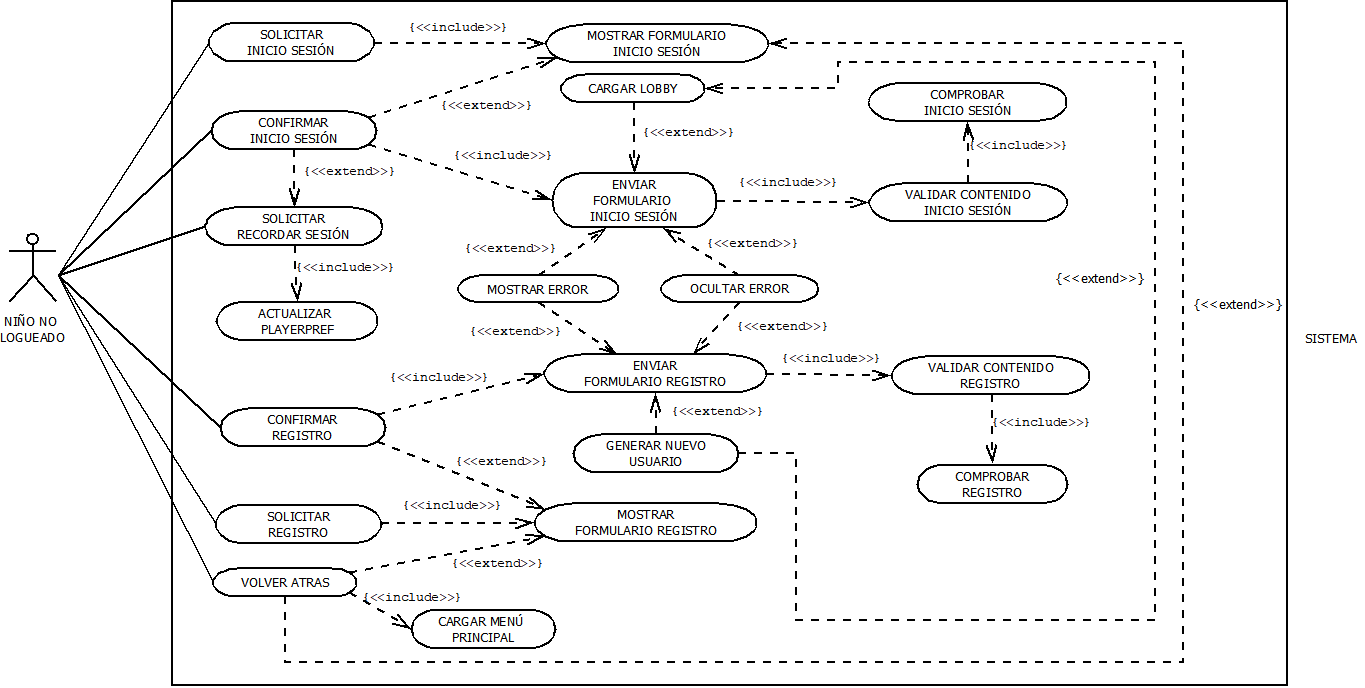 SOLICITAR
INICIO SESIÓN
{<<include>>}
MOSTRAR FORMULARIO
INICIO SESIÓN
CARGAR LOBBY
COMPROBAR
INICIO SESIÓN
{<<extend>>}
CONFIRMAR
INICIO SESIÓN
{<<extend>>}
{<<include>>}
{<<include>>}
{<<extend>>}
ENVIAR
FORMULARIO
INICIO SESIÓN
{<<include>>}
VALIDAR CONTENIDO
INICIO SESIÓN
SOLICITAR
RECORDAR SESIÓN
{<<extend>>}
{<<extend>>}
{<<include>>}
MOSTRAR ERROR
OCULTAR ERROR
{<<extend>>}
{<<extend>>}
ACTUALIZAR
PLAYERPREF
NIÑO NO
LOGUEADO
{<<extend>>}
{<<extend>>}
SISTEMA
{<<include>>}
ENVIAR
FORMULARIO REGISTRO
{<<include>>}
VALIDAR CONTENIDO
REGISTRO
{<<extend>>}
{<<include>>}
CONFIRMAR
REGISTRO
GENERAR NUEVO
USUARIO
{<<extend>>}
COMPROBAR
REGISTRO
{<<include>>}
SOLICITAR
REGISTRO
MOSTRAR
FORMULARIO REGISTRO
{<<extend>>}
VOLVER ATRAS
{<<include>>}
CARGAR MENÚ
PRINCIPAL